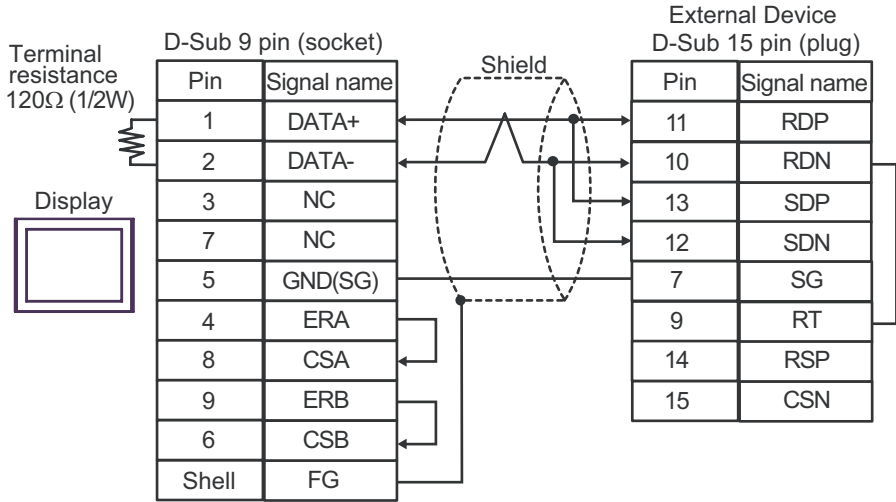 Terminal
resistance
120Ω (1/2W)
Display
D-Sub 9 pin (socket)
Pin Signal name
1 DATA+
2 DATA-
3 NC
7 NC
5 GND(SG)
4 ERA
8 CSA
9 ERB
6 CSB
Shell FG
Shield
External Device
D-Sub 15 pin (plug)
Pin Signal name
11 RDP
10 RDN
13 SDP
12 SDN
7 SG
9 RT
14 RSP
15 CSN